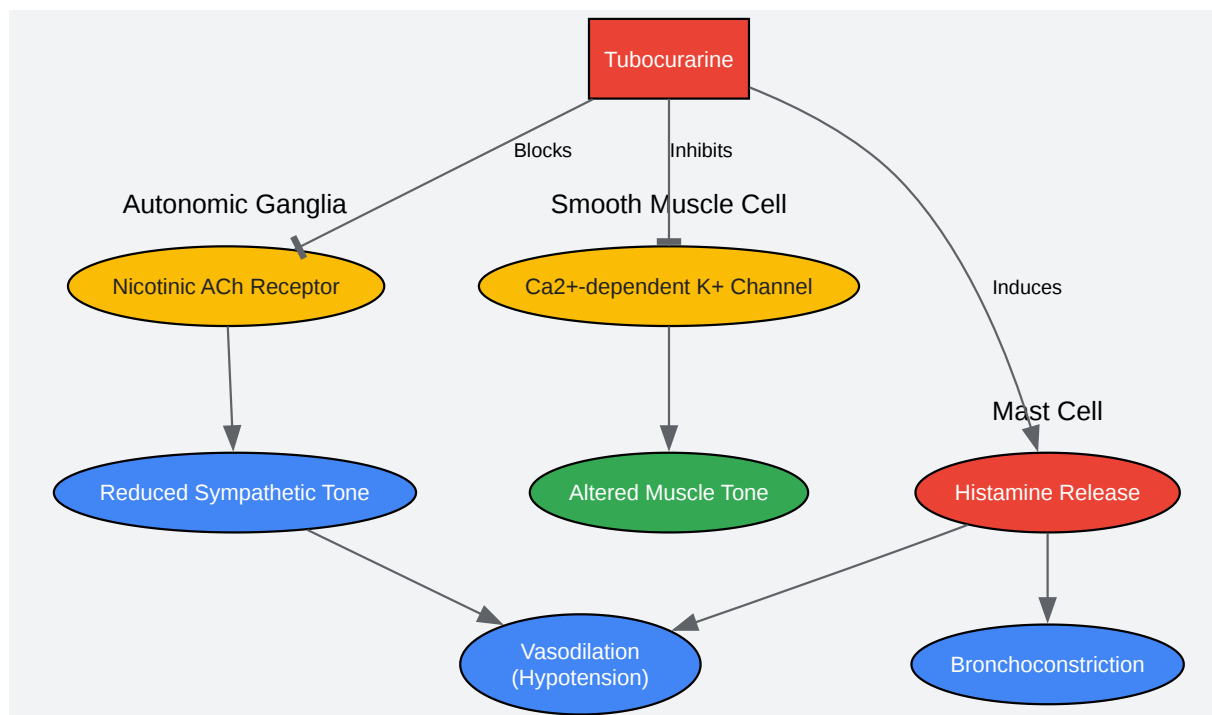 Tubocurarine
Blocks
Inhibits
Autonomic Ganglia
Smooth Muscle Cell
Nicotinic ACh Receptor
Ca2+-dependent K+ Channel
Induces
Mast Cell
Reduced Sympathetic Tone
Altered Muscle Tone
Histamine Release
Vasodilation
(Hypotension)
Bronchoconstriction